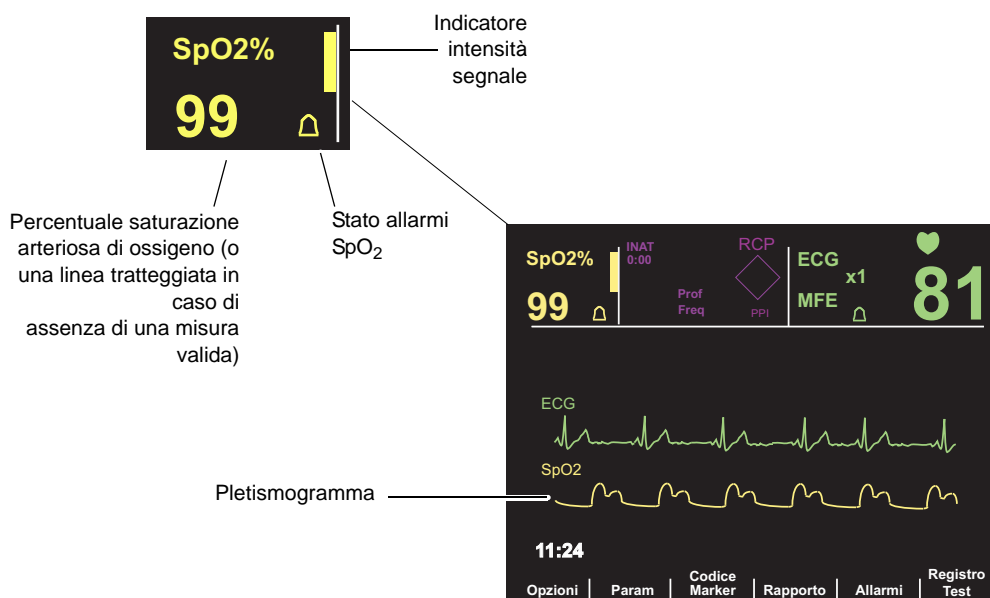 Indicatore
intensità
segnale
SpO2%
99
Percentuale saturazione
arteriosa di ossigeno (o
una linea tratteggiata in
caso di
assenza di una misura
valida)
Stato allarmi
SpO2
SpO2%
99
INAT
0:00
RCP
Prof
Freq
PPI
ECG
x1
MFE
81
ECG
SpO2
Pletismogramma
11:24
Opzioni
Param
Codice
Marker
Rapporto
Allarmi
Registro
Test